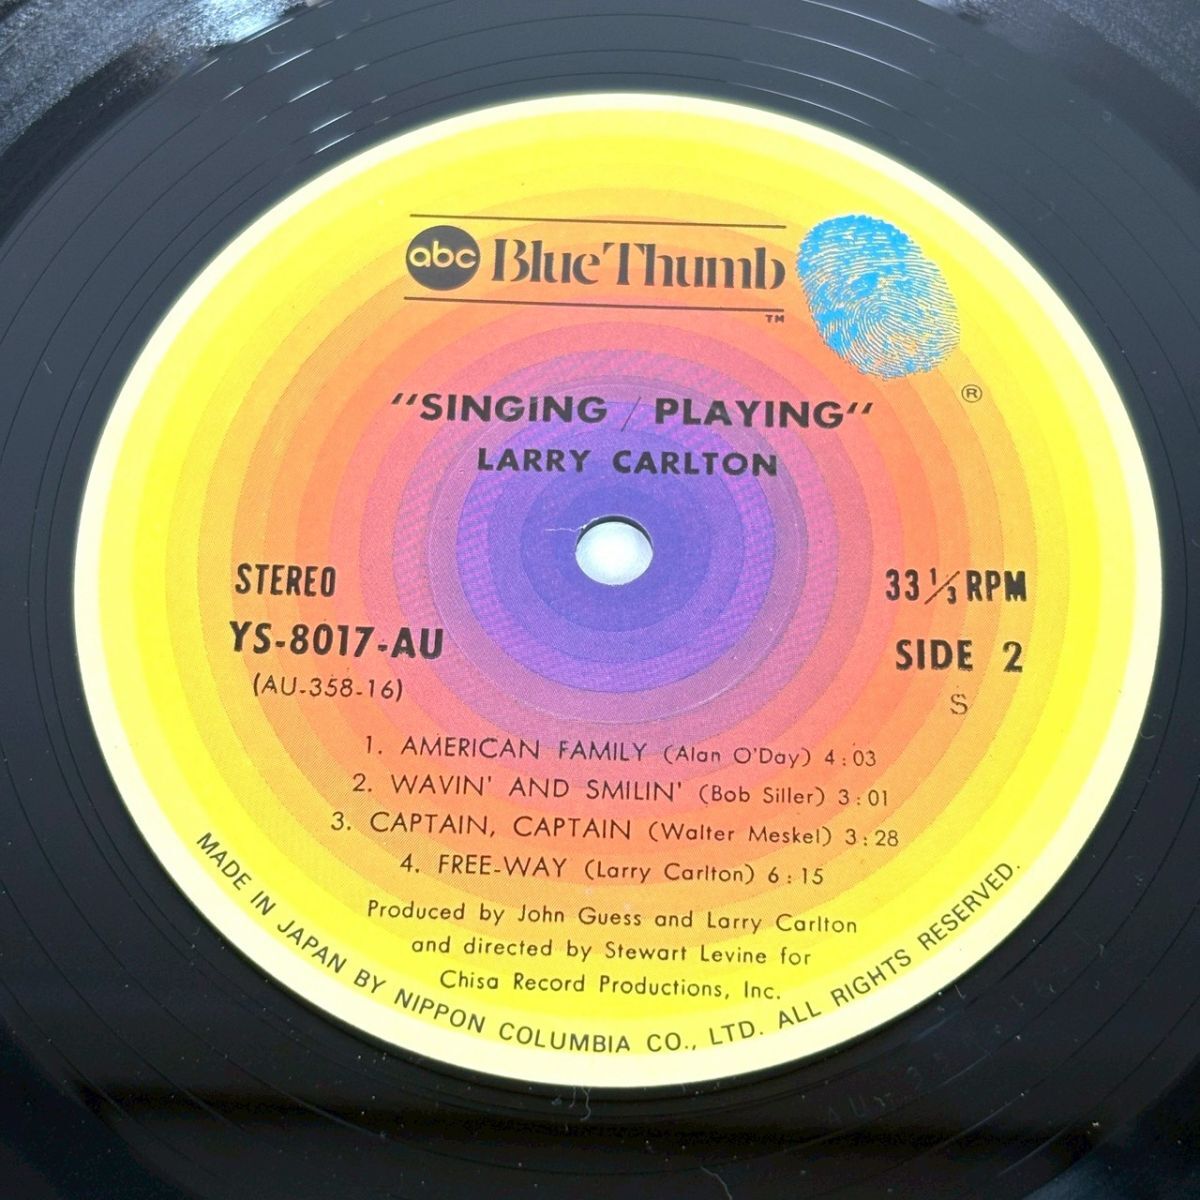 abc Blue Thumb
TM
®
"SINGING / PLAYING"
LARRY CARLTON
STEREO
33 1/3 RPM
YS-8017-AU
SIDE 2
(AU-358-16)
S
1. AMERICAN FAMILY (Alan O'Day) 4:03
2. WAVIN' AND SMILIN' (Bob Siller) 3:01
3. CAPTAIN, CAPTAIN (Walter Meskel) 3:28
4. FREE-WAY (Larry Carlton) 6:15
Produced by John Guess and Larry Carlton
and directed by Stewart Levine for
Chisa Record Productions, Inc.
MADE IN JAPAN BY NIPPON COLUMBIA CO., LTD. ALL RIGHTS RESERVED.